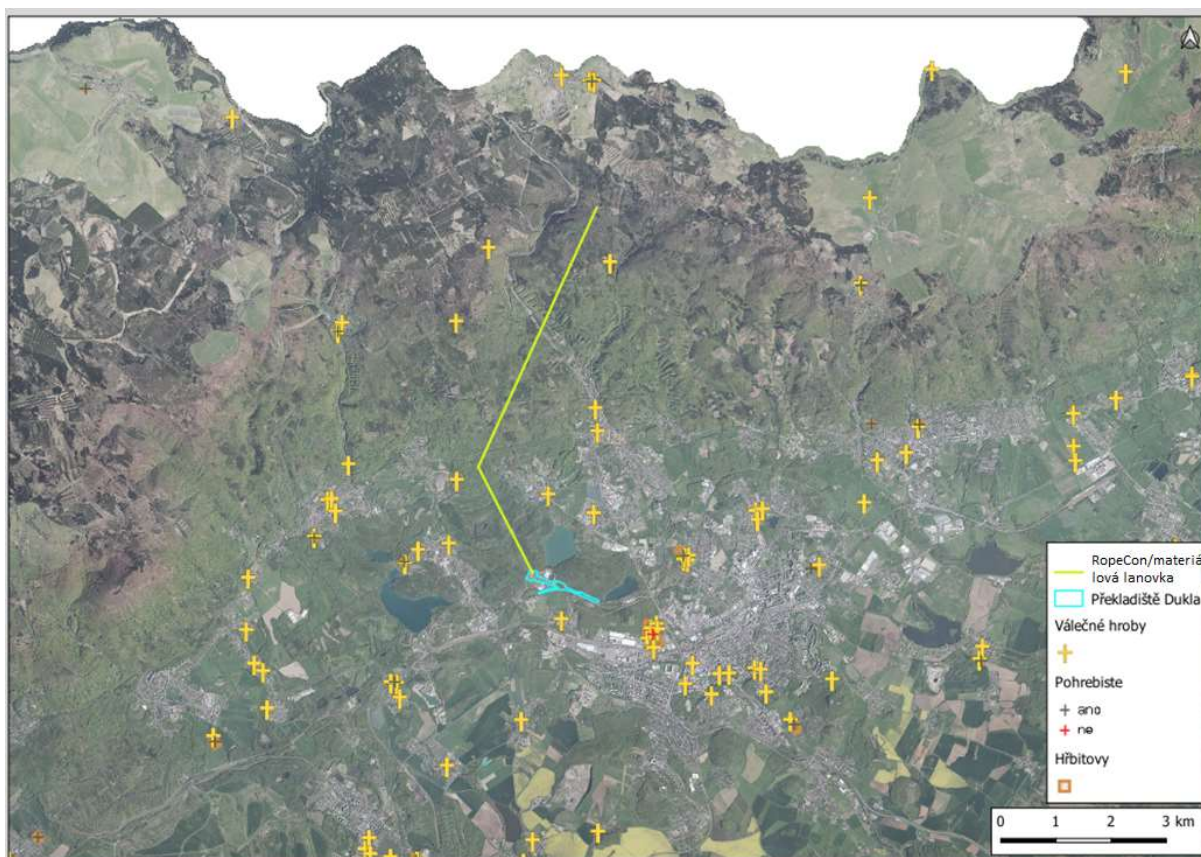 RopeCon/materiá
lová lanovka
Překladiště Dukla
Válečné hroby
Pohrebiste
ano
ne
Hřbitovy
0 1 2 3 km